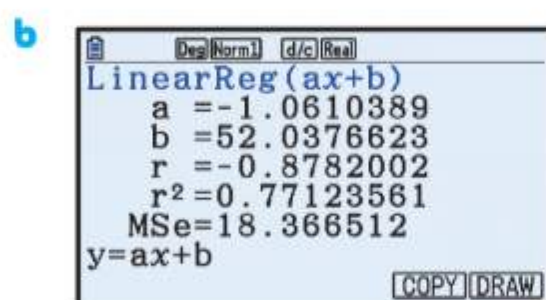 b
Deg Norm1 d/c Real
LinearReg(ax+b)
a =-1.0610389
b =52.0376623
r =-0.8782002
r²=0.77123561
MSe=18.366512
y=ax+b
COPY DRAW